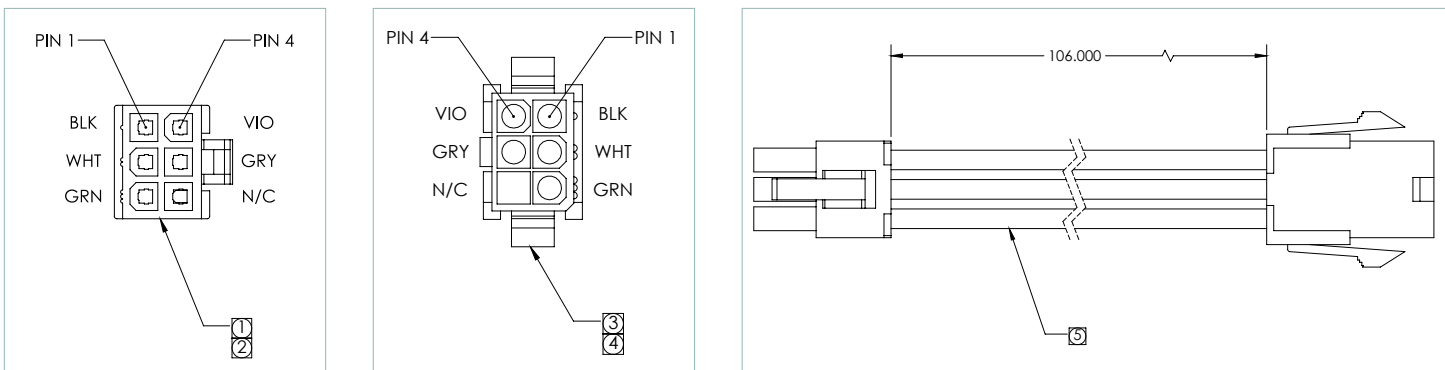 PIN 1
PIN 4
BLK
VIO
WHT
GRY
GRN
N/C
1
2
PIN 4
PIN 1
VIO
BLK
GRY
WHT
N/C
GRN
3
4
106.000
5